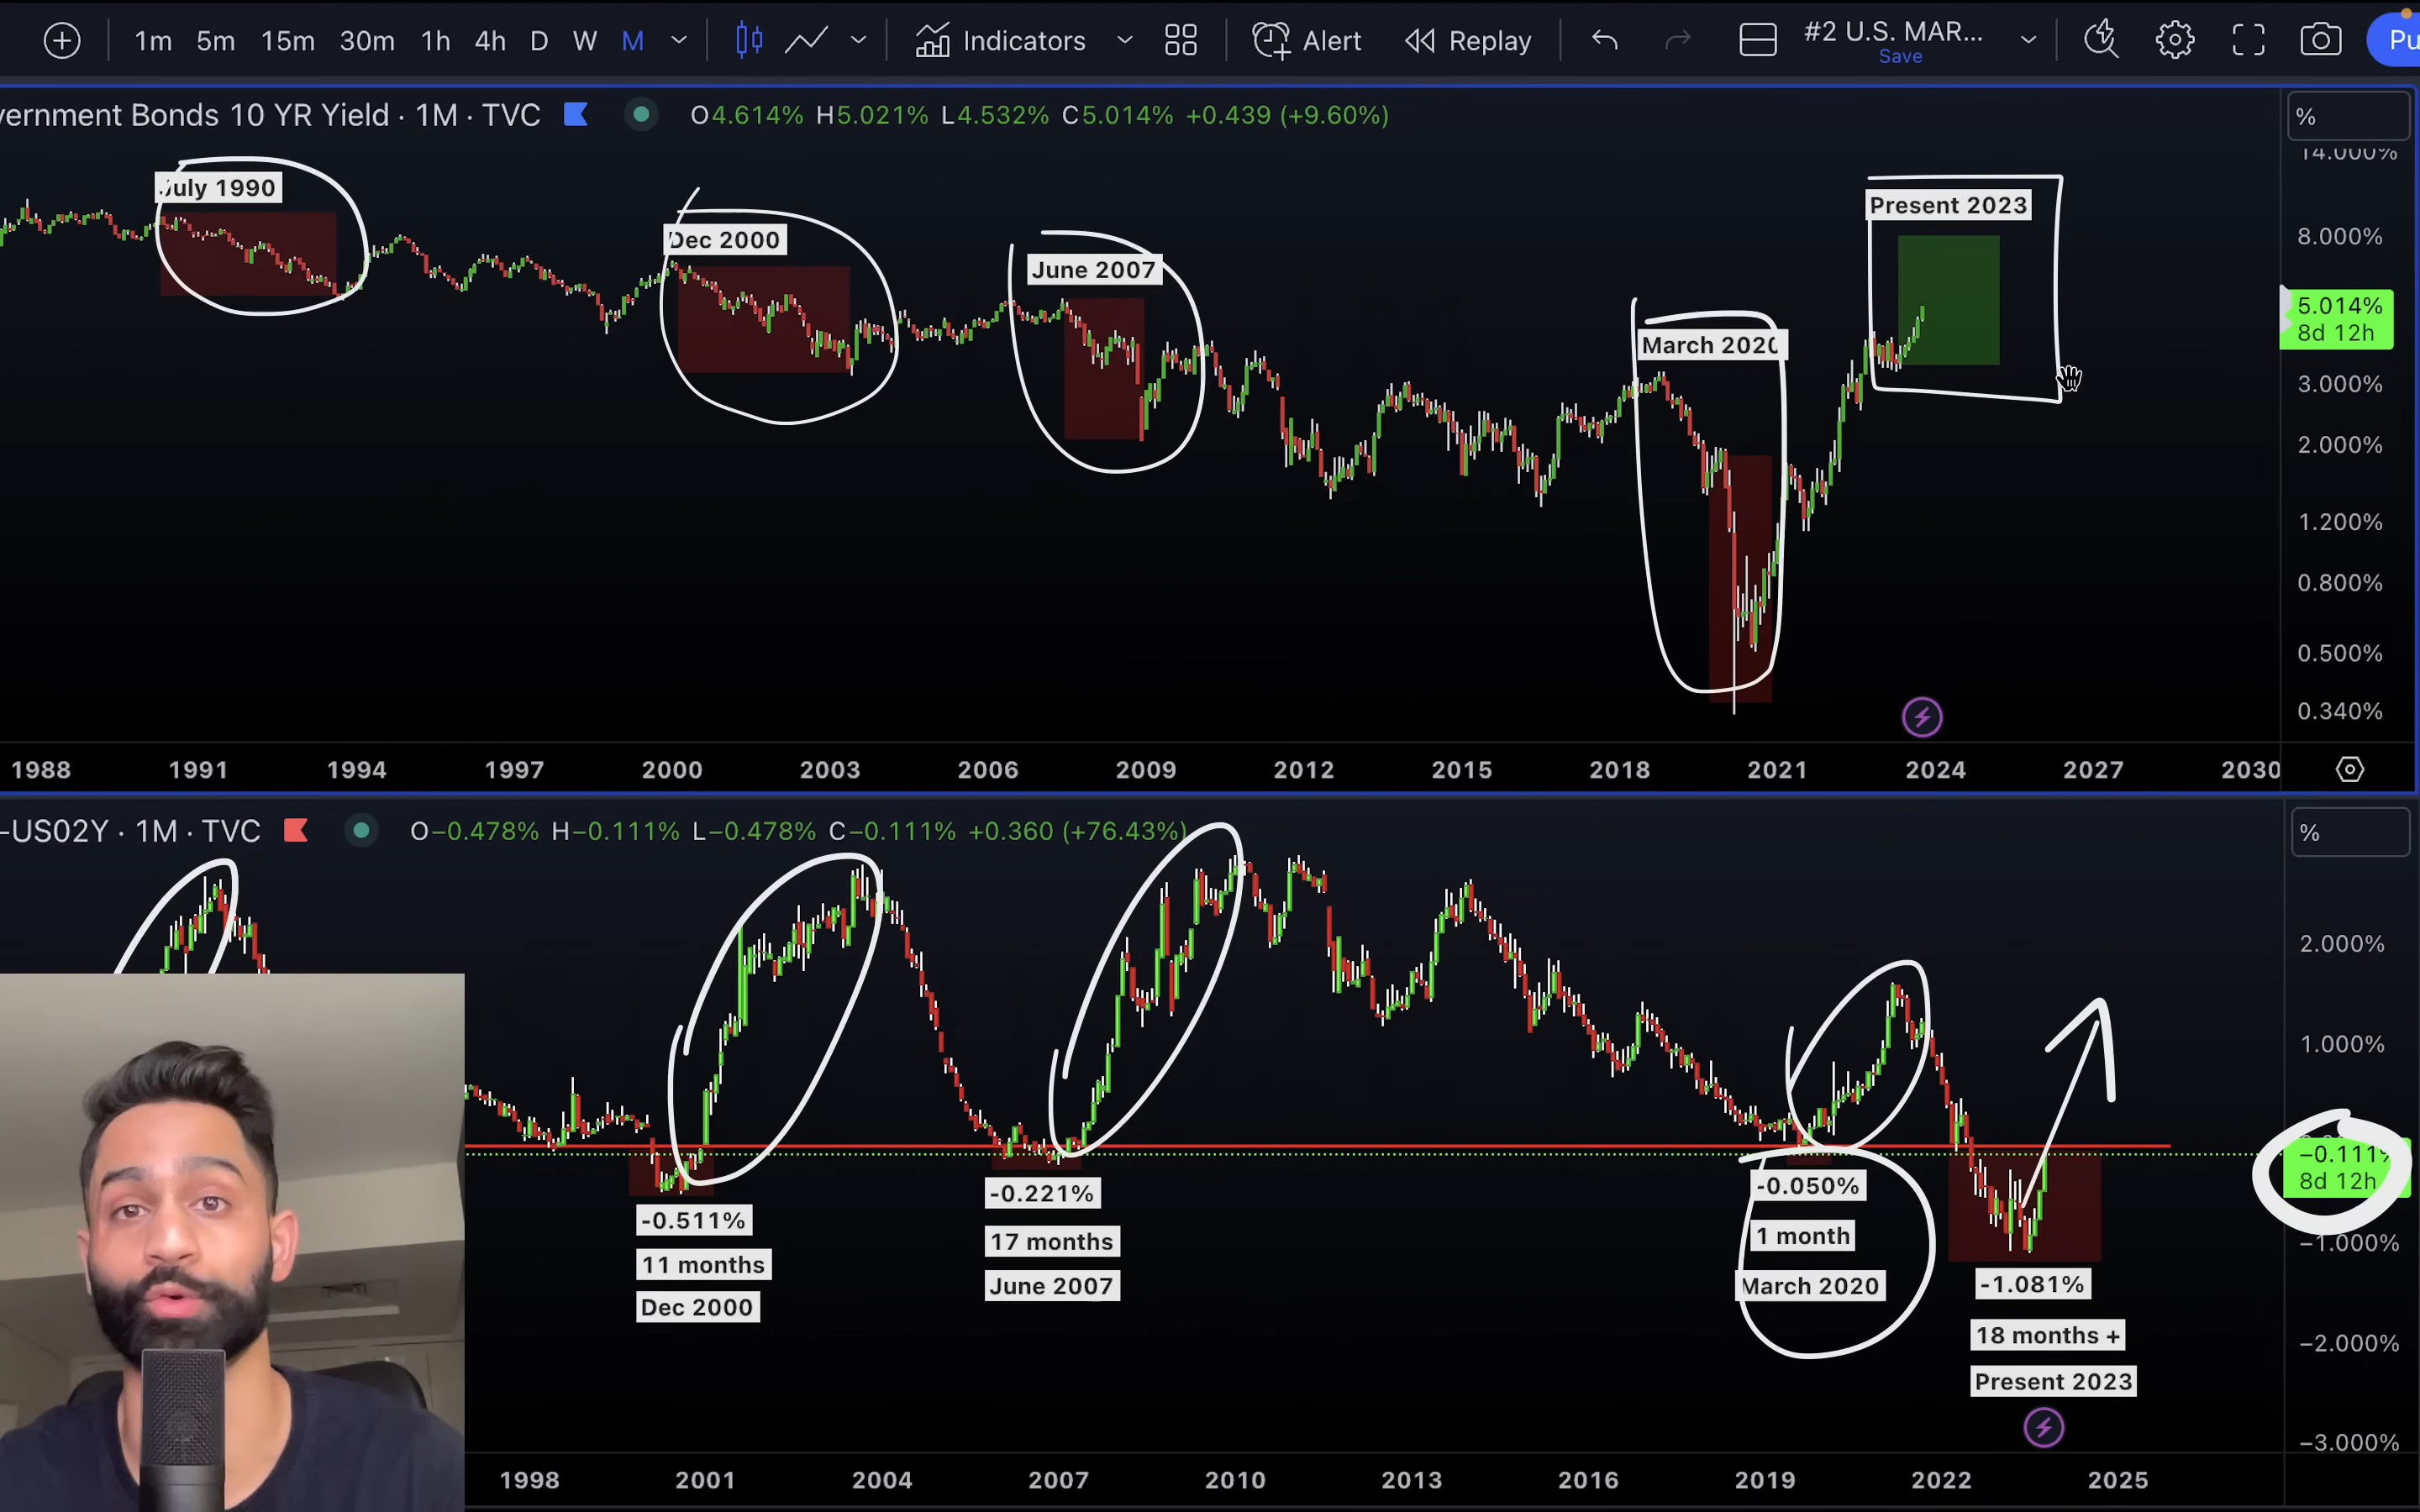 1m 5m 15m 30m 1h 4h D W M Indicators Alert Replay #2 U.S. MAR... Save Pu
vernment Bonds 10 YR Yield · 1M · TVC O4.614% H5.021% L4.532% C5.014% +0.439 (+9.60%)
%
14.000%
July 1990
Present 2023
8.000%
Dec 2000
June 2007
5.014%
8d 12h
March 2020
3.000%
2.000%
1.200%
0.800%
0.500%
0.340%
1988 1991 1994 1997 2000 2003 2006 2009 2012 2015 2018 2021 2024 2027 2030
-US02Y · 1M · TVC O−0.478% H−0.111% L−0.478% C−0.111% +0.360 (+76.43%)
%
2.000%
1.000%
−0.111%
8d 12h
-0.511%
11 months
Dec 2000
-0.221%
17 months
June 2007
-0.050%
1 month
March 2020
−1.000%
-1.081%
18 months +
Present 2023
−2.000%
−3.000%
1998 2001 2004 2007 2010 2013 2016 2019 2022 2025